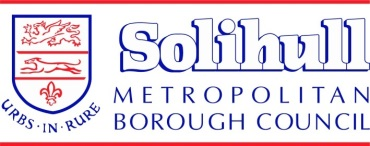 Solihull
METROPOLITAN
BOROUGH COUNCIL
URBS·IN·RURE